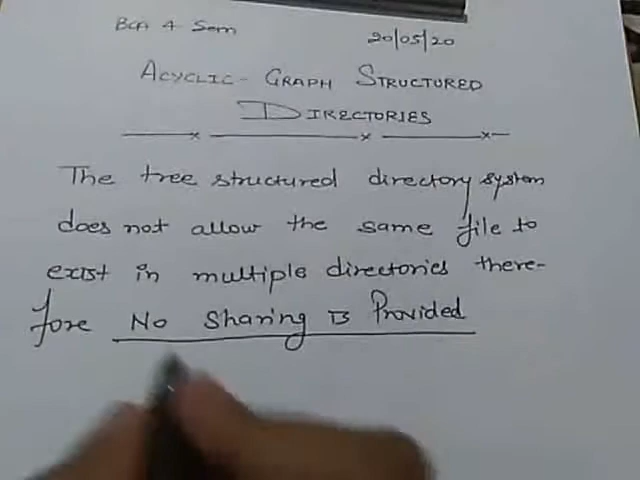 BCA 4 Sem
20/05/20
ACYCLIC-GRAPH STRUCTURED
DIRECTORIES
The tree structured directory system
does not allow the same file to
exist in multiple directories there-
fore No Sharing is Provided